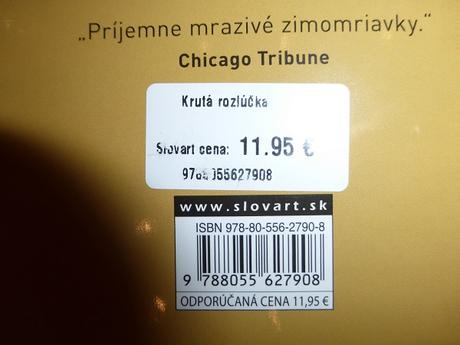 „Príjemne mrazivé zimomriavky.“
Chicago Tribune
Krutá rozlúčka
Slovart cena: 11.95 €
9788055627908
www.slovart.sk
ISBN 978-80-556-2790-8
9 788055 627908
ODPORÚČANÁ CENA 11,95 €